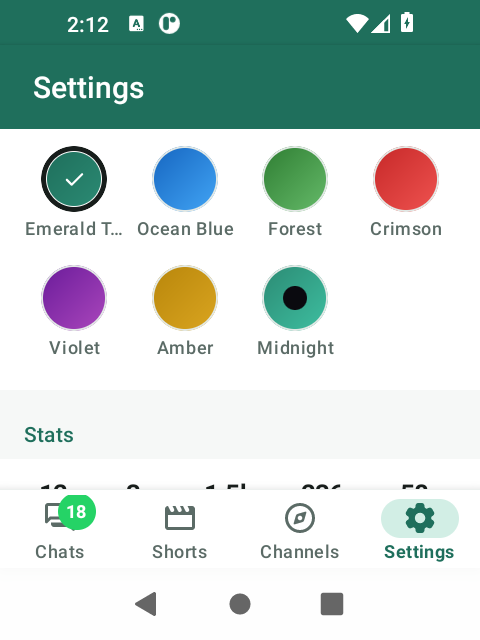 2:12
Settings
Emerald T... Ocean Blue Forest Crimson
Violet Amber Midnight
Stats
18
Chats Shorts Channels Settings